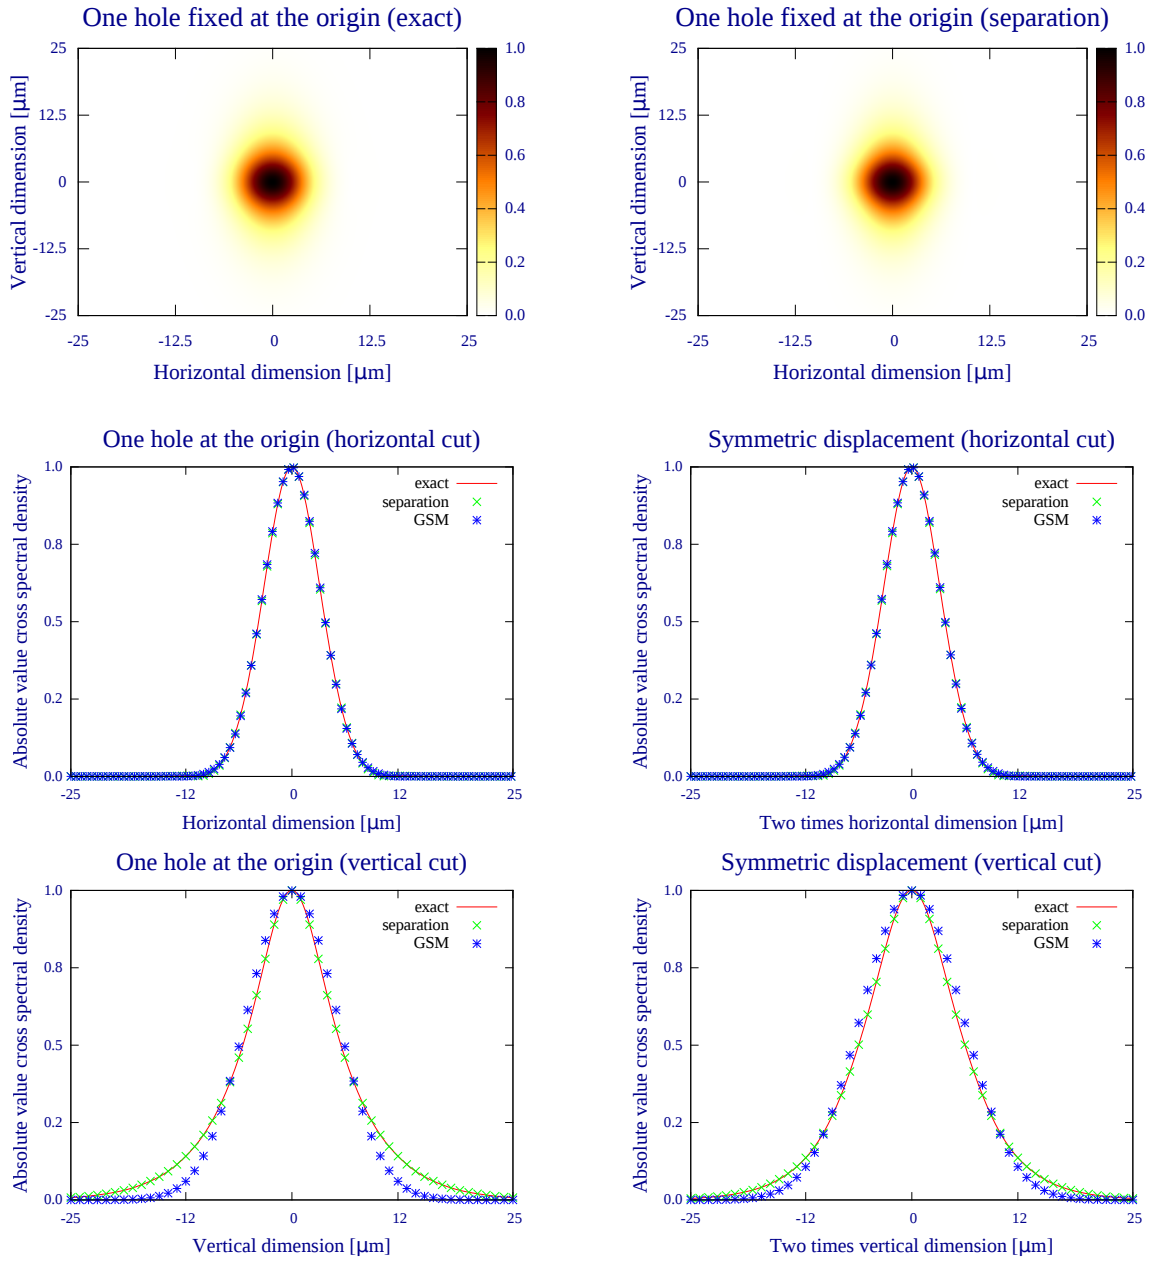 One hole fixed at the origin (exact)
One hole fixed at the origin (separation)
25
12.5
0
-12.5
-25
Vertical dimension [μm]
-25
-12.5
0
12.5
25
Horizontal dimension [μm]
1.0
0.8
0.6
0.4
0.2
0.0
25
12.5
0
-12.5
-25
Vertical dimension [μm]
-25
-12.5
0
12.5
25
Horizontal dimension [μm]
1.0
0.8
0.6
0.4
0.2
0.0
One hole at the origin (horizontal cut)
Absolute value cross spectral density
1.0
0.8
0.5
0.2
0.0
exact
separation
GSM
-25
-12
0
12
25
Horizontal dimension [μm]
Symmetric displacement (horizontal cut)
Absolute value cross spectral density
1.0
0.8
0.5
0.2
0.0
exact
separation
GSM
-25
-12
0
12
25
Two times horizontal dimension [μm]
One hole at the origin (vertical cut)
Absolute value cross spectral density
1.0
0.8
0.5
0.2
0.0
exact
separation
GSM
-25
-12
0
12
25
Vertical dimension [μm]
Symmetric displacement (vertical cut)
Absolute value cross spectral density
1.0
0.8
0.5
0.2
0.0
exact
separation
GSM
-25
-12
0
12
25
Two times vertical dimension [μm]